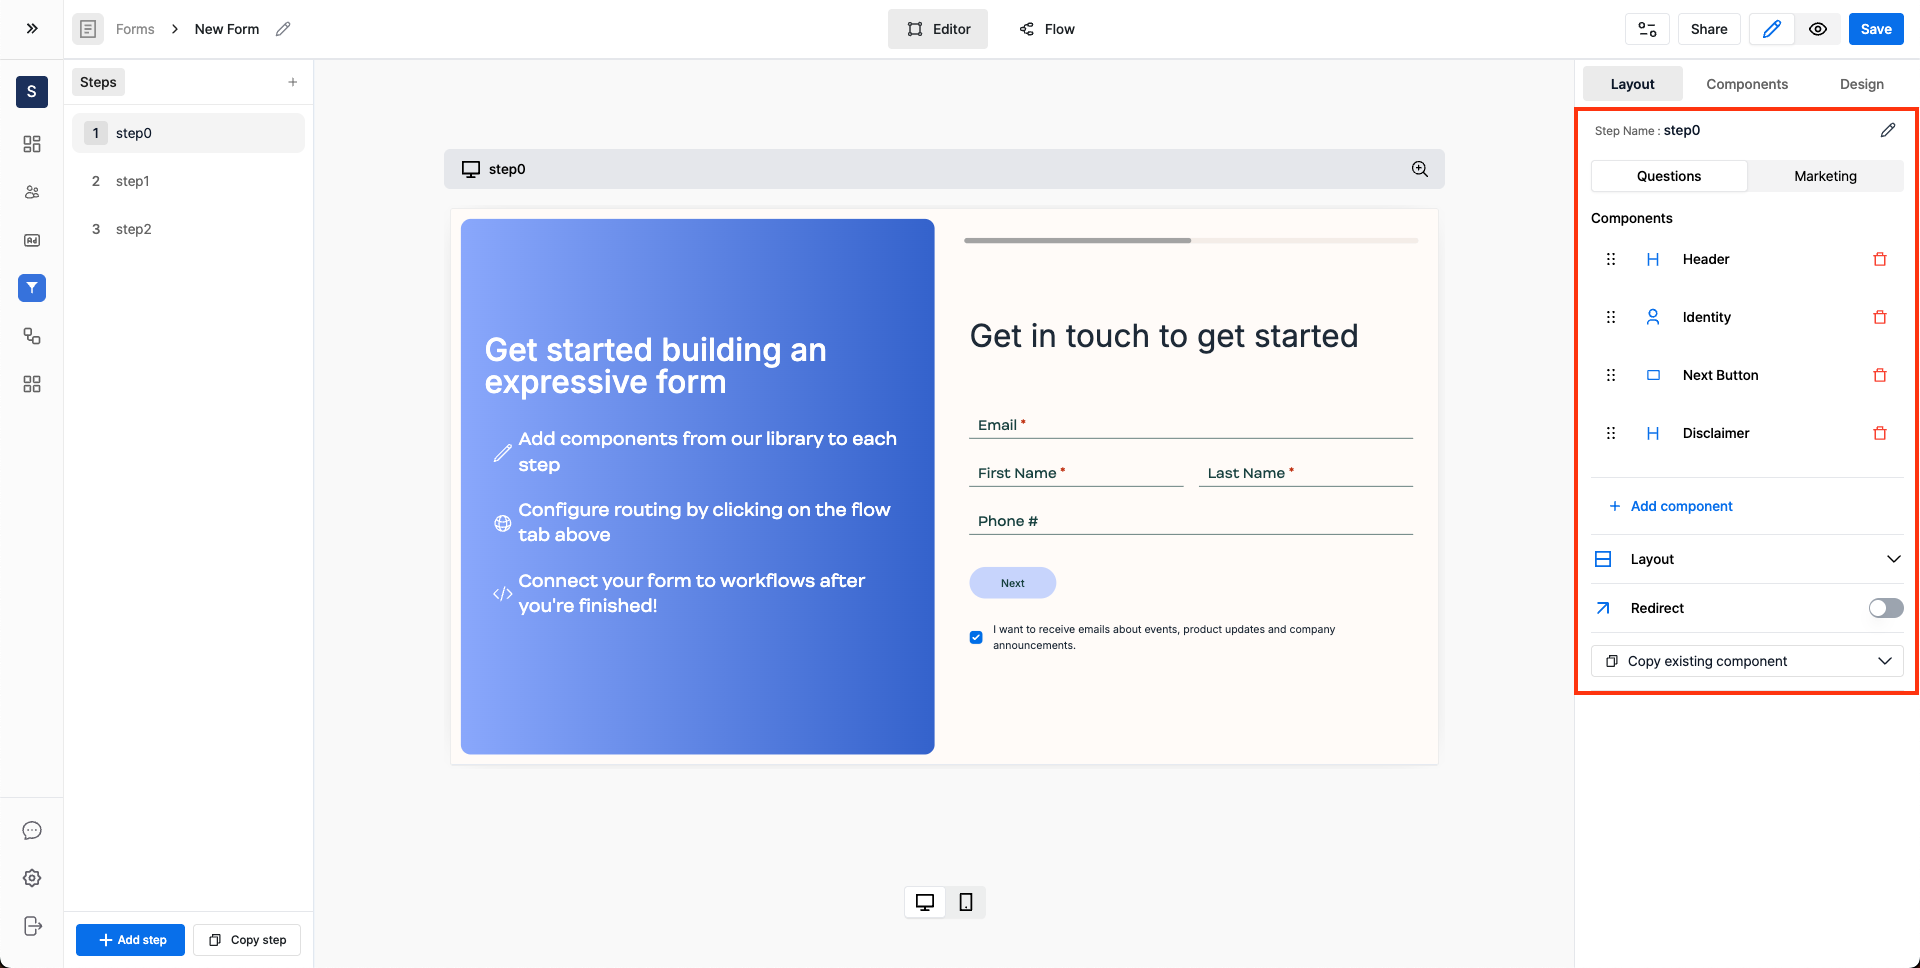 Forms
New Form
Editor
Flow
Share
Save
S
Steps
1 step0
2 step1
3 step2
Add step
Copy step
step0
Get started building an
expressive form
Add components from our library to each
step
Configure routing by clicking on the flow
tab above
Connect your form to workflows after
you're finished!
Get in touch to get started
Email *
First Name *
Last Name *
Phone #
Next
I want to receive emails about events, product updates and company
announcements.
Layout
Components
Design
Step Name : step0
Questions
Marketing
Components
Header
Identity
Next Button
Disclaimer
Add component
Layout
Redirect
Copy existing component